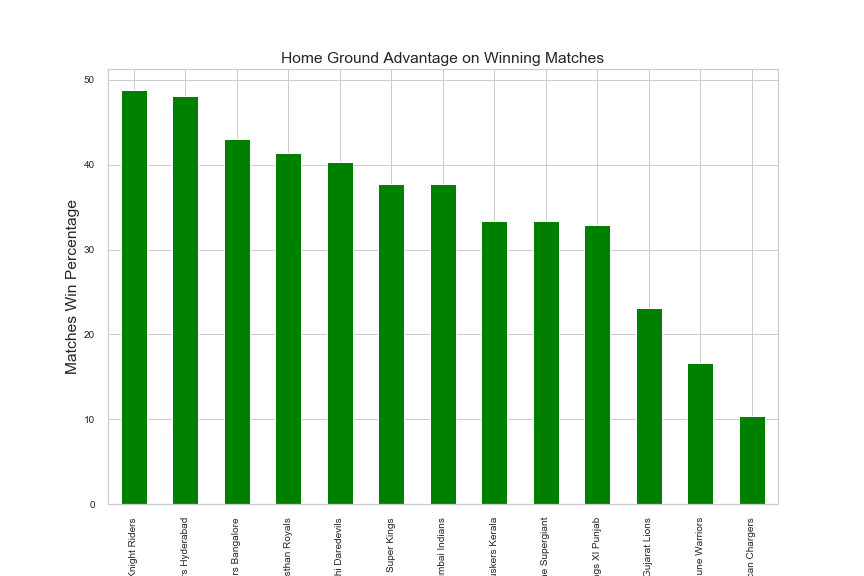 Home Ground Advantage on Winning Matches
Matches Win Percentage
50
40
30
20
10
0
Knight Riders
rs Hyderabad
rs Bangalore
sthan Royals
hi Daredevils
Super Kings
mbai Indians
uskers Kerala
ne Supergiant
ngs XI Punjab
Gujarat Lions
une Warriors
can Chargers